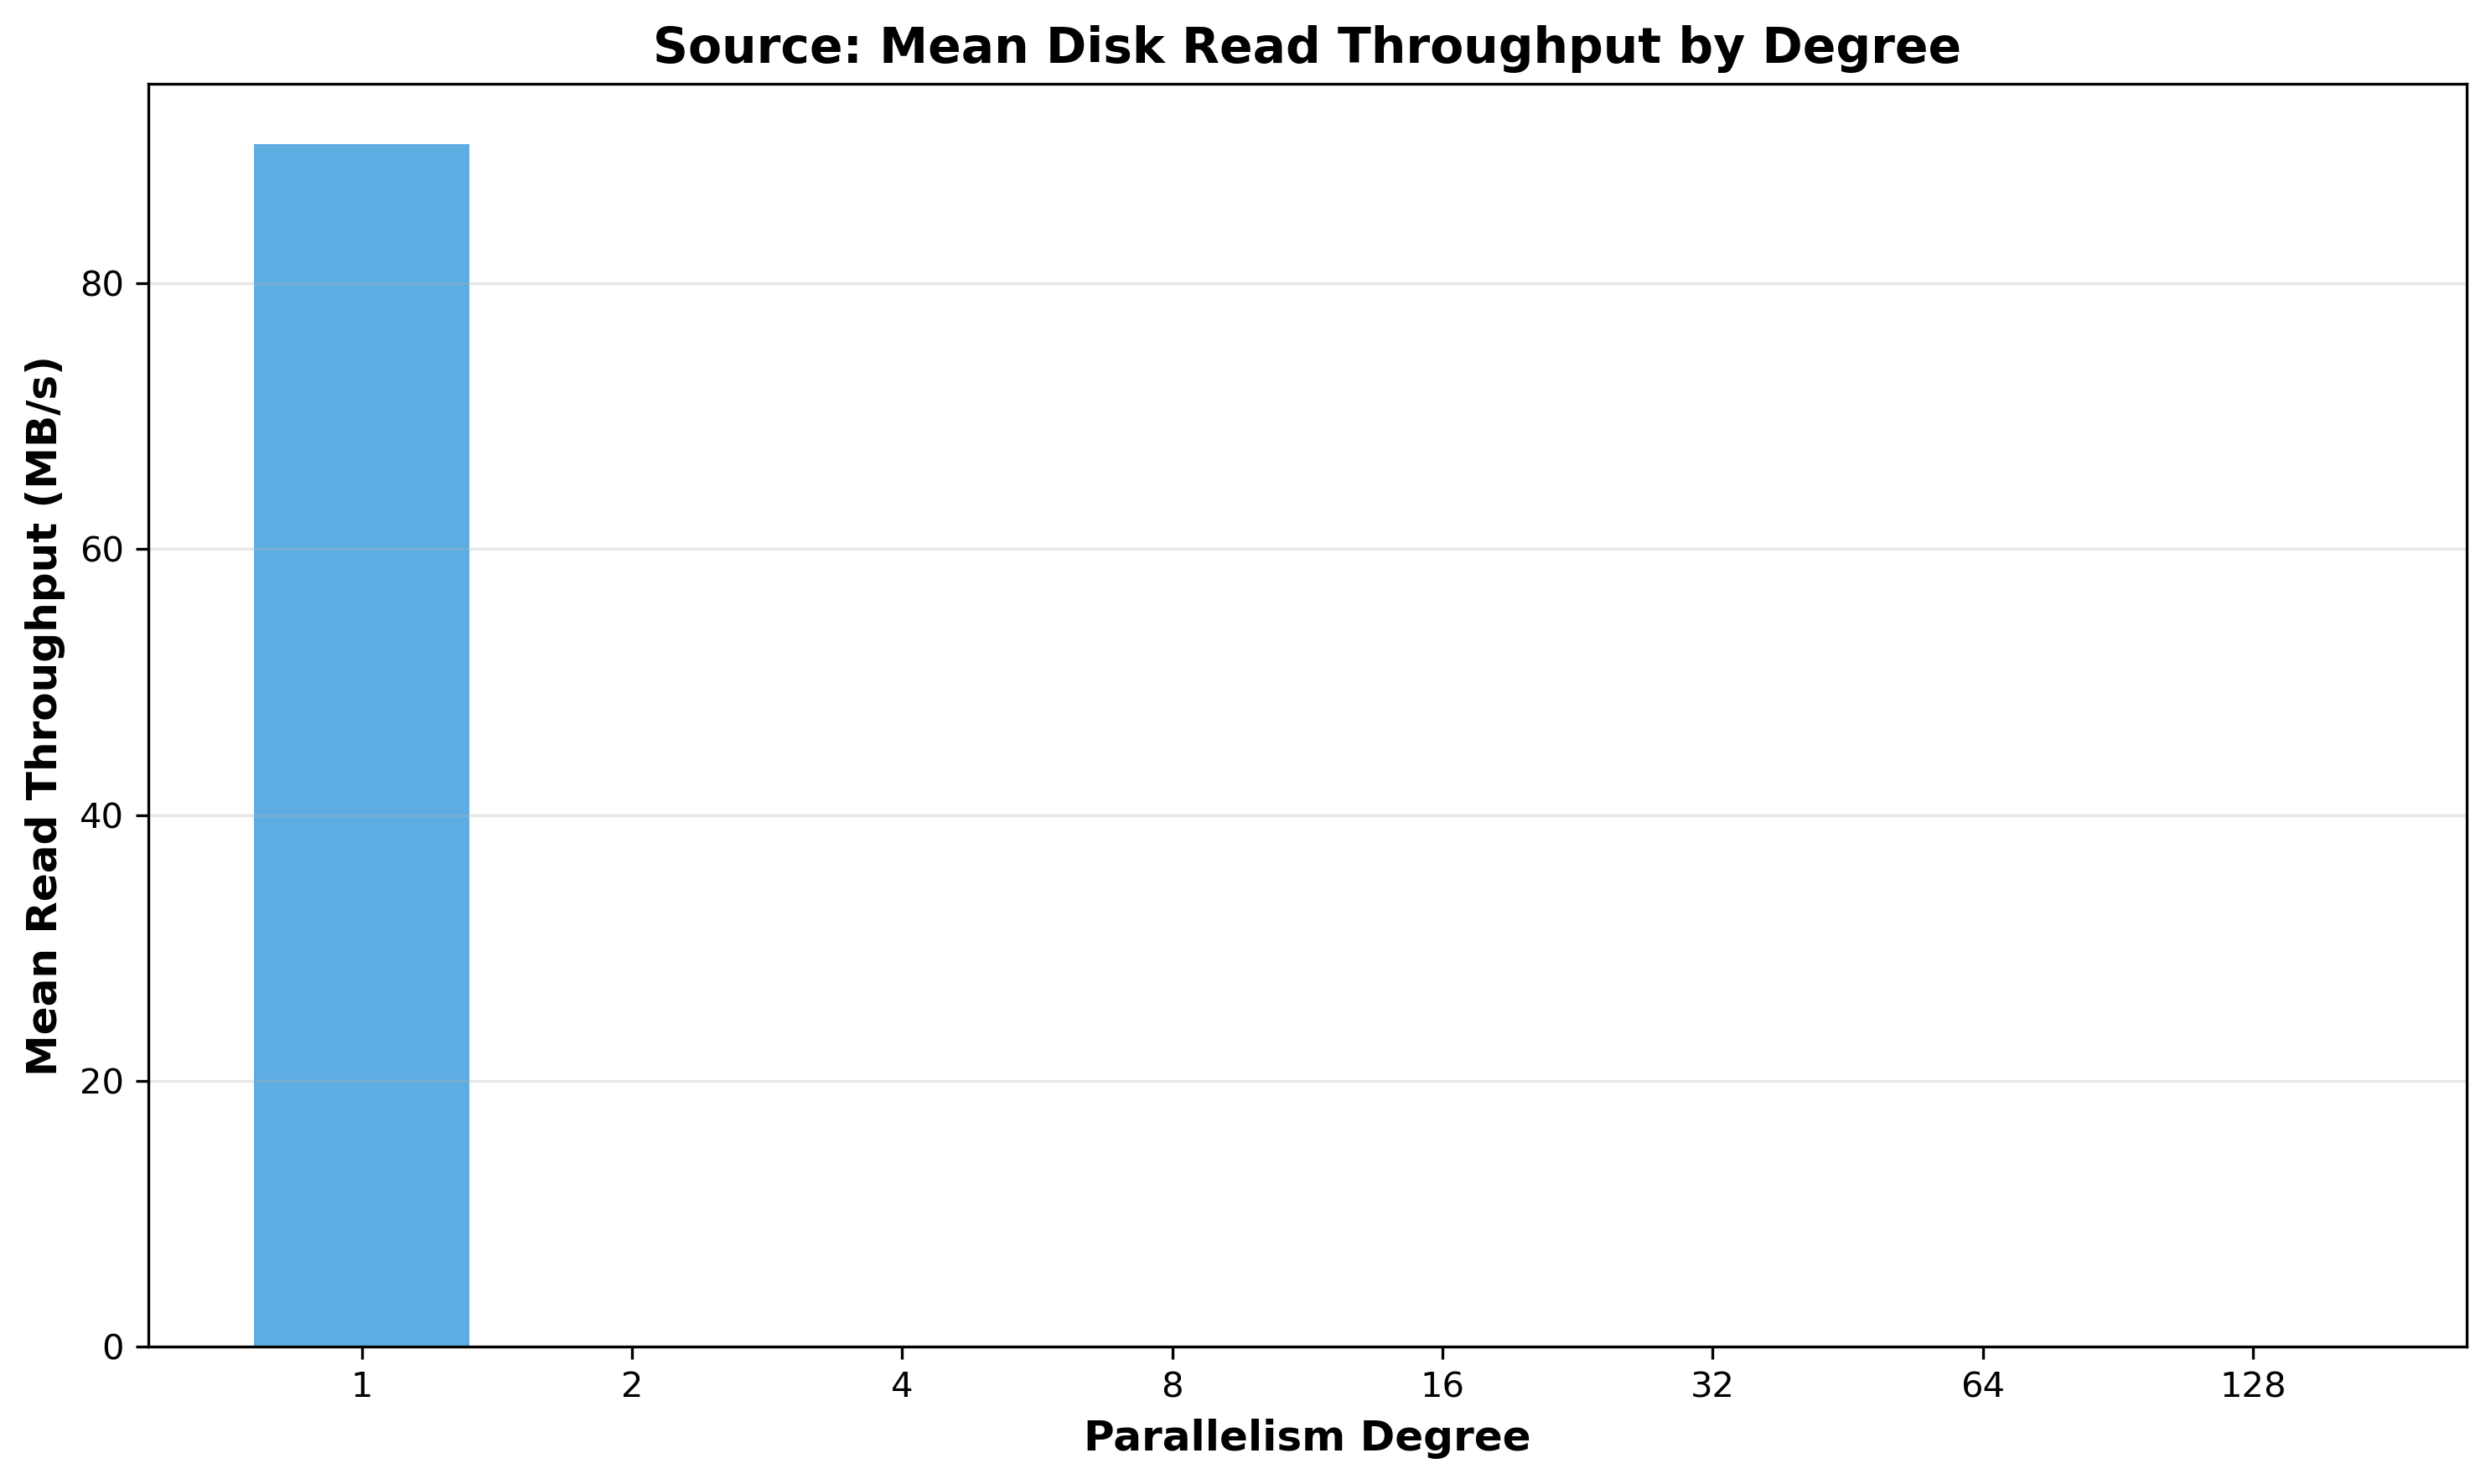 Source: Mean Disk Read Throughput by Degree
Mean Read Throughput (MB/s)
80
60
40
20
0
1 2 4 8 16 32 64 128
Parallelism Degree